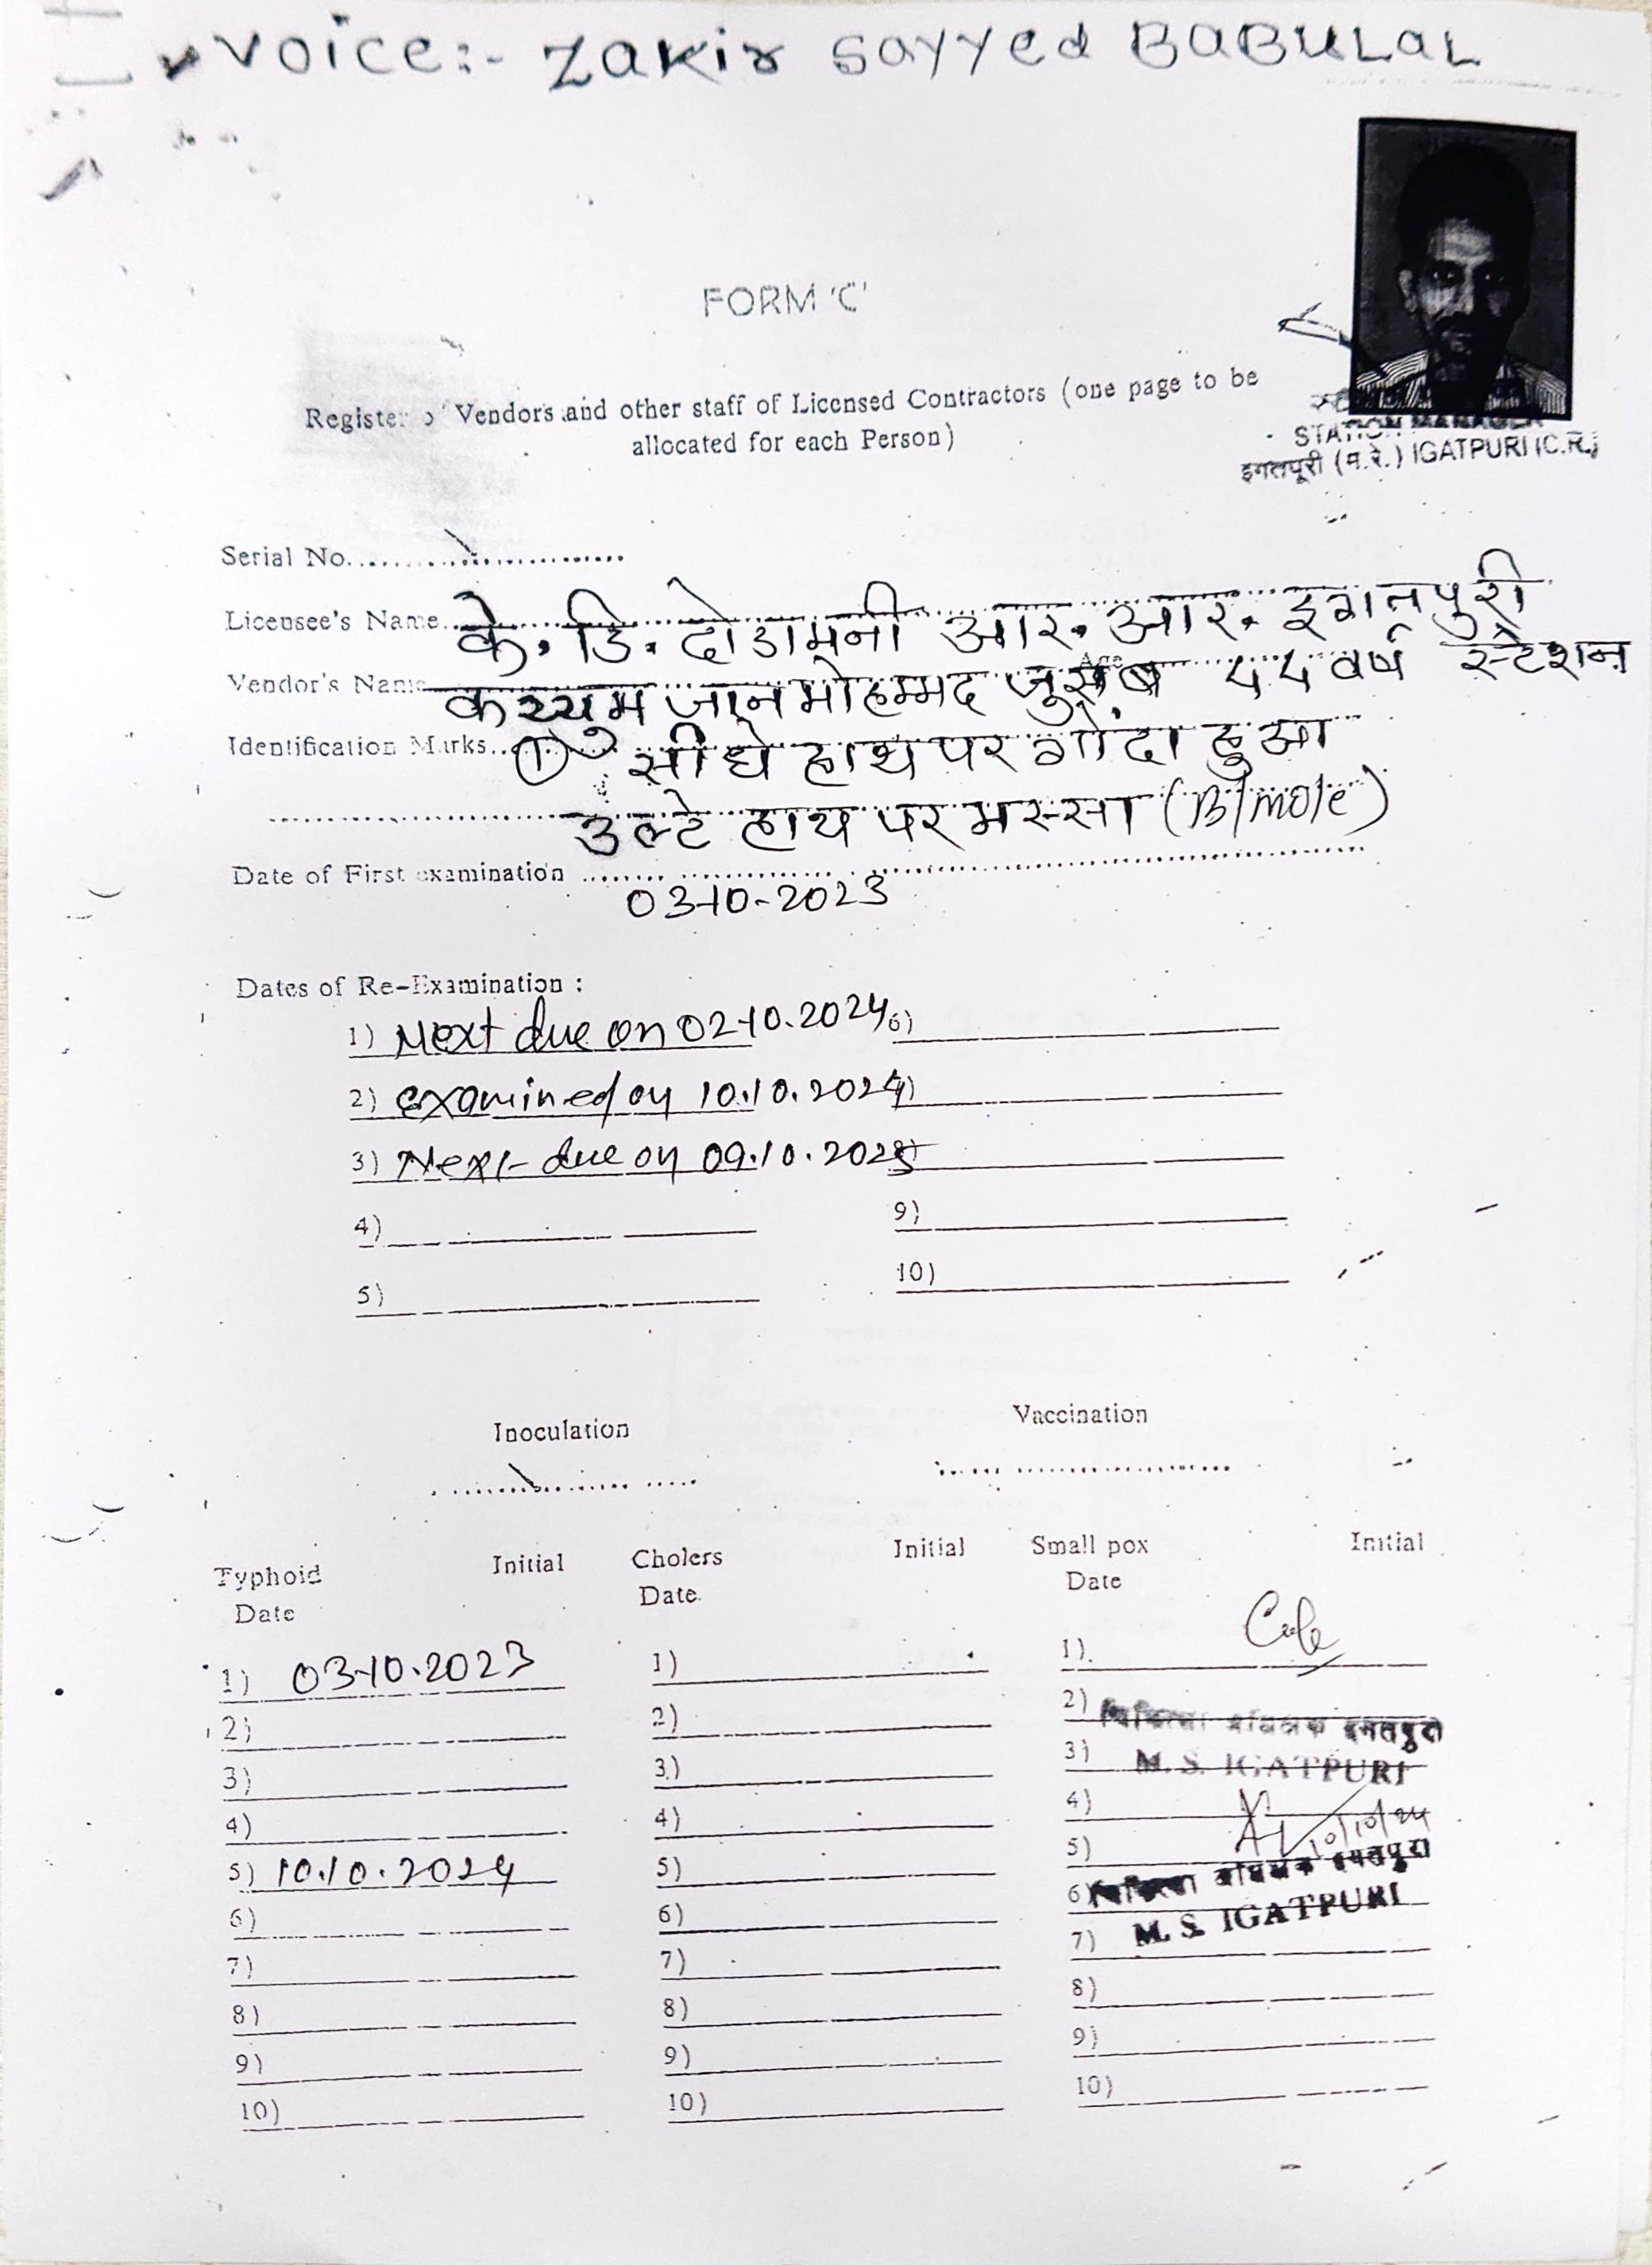 voice:- Zakir Sayyed BABULAL
FORM 'C'
Register of Vendors and other staff of Licensed Contractors (one page to be
allocated for each Person)
STATION MANAGER
इगतपूरी (म.रे.) IGATPURI (C.R.)
Serial No.
Licensee's Name के. डि. दोडामनी आर. आर. इगतपुरी
स्टेशन
Vendor's Name कय्युम जानमोहम्मद Age ५५ वर्ष
Identification Marks ① सीधे हाथ पर गोंदा हुआ
उल्टे हाथ पर मस्सा (B/mole)
Date of First examination
03-10-2023
Dates of Re-Examination :
1) Next due on 02-10.2024 6)
2) examined on 10.10.2024 7)
3) Next due on 09.10.2025 8)
4) 9)
5) 10)
Inoculation Vaccination
Typhoid Initial Cholers Initial Small pox Initial
Date Date Date
1) 03-10.2023 1) 1)
2) 2) 2) चिकित्सा अधिक्षक इगतपुरी
3) 3) 3) M. S. IGATPURI
4) 4) 4)
10/10/24
5) 10.10.2024 5) 5)
6) 6) 6) चिकित्सा अधिक्षक इगतपुरी
7) 7) 7) M. S. IGATPURI
8) 8) 8)
9) 9) 9)
10) 10) 10)